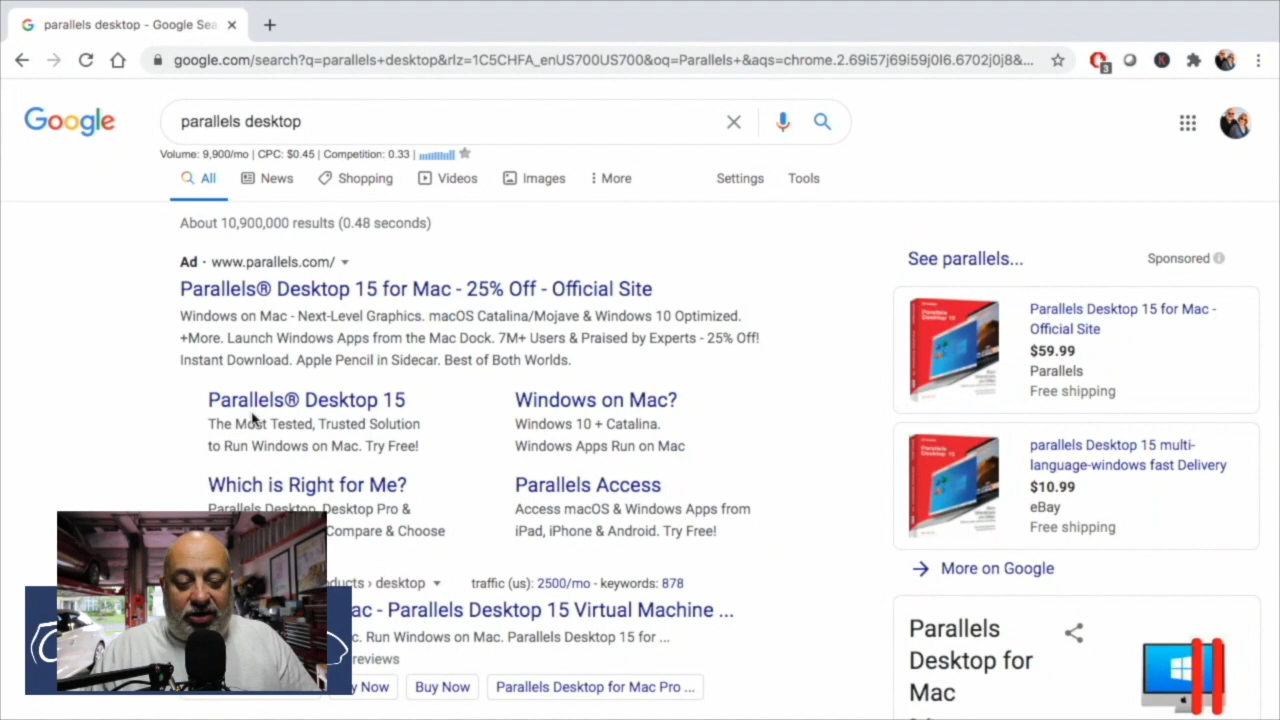 parallels desktop - Google Sea
google.com/search?q=parallels+desktop&rlz=1C5CHFA_enUS700US700&oq=Parallels+&aqs=chrome.2.69i57j69i59j0l6.6702j0j8&...
3
Google
parallels desktop
Volume: 9,900/mo | CPC: $0.45 | Competition: 0.33 |
All
News
Shopping
Videos
Images
More
Settings
Tools
About 10,900,000 results (0.48 seconds)
Ad · www.parallels.com/
Parallels® Desktop 15 for Mac - 25% Off - Official Site
Windows on Mac - Next-Level Graphics. macOS Catalina/Mojave & Windows 10 Optimized.
+More. Launch Windows Apps from the Mac Dock. 7M+ Users & Praised by Experts - 25% Off!
Instant Download. Apple Pencil in Sidecar. Best of Both Worlds.
Parallels® Desktop 15
The Most Tested, Trusted Solution
to Run Windows on Mac. Try Free!
Windows on Mac?
Windows 10 + Catalina.
Windows Apps Run on Mac
Which is Right for Me?
Parallels Desktop, Desktop Pro &
Compare & Choose
Parallels Access
Access macOS & Windows Apps from
iPad, iPhone & Android. Try Free!
ducts › desktop
traffic (us): 2500/mo - keywords: 878
ac - Parallels Desktop 15 Virtual Machine ...
c. Run Windows on Mac. Parallels Desktop 15 for ...
reviews
y Now
Buy Now
Parallels Desktop for Mac Pro ...
See parallels...
Sponsored
Parallels Desktop 15 for Mac -
Official Site
$59.99
Parallels
Free shipping
parallels Desktop 15 multi-
language-windows fast Delivery
$10.99
eBay
Free shipping
More on Google
Parallels
Desktop for
Mac